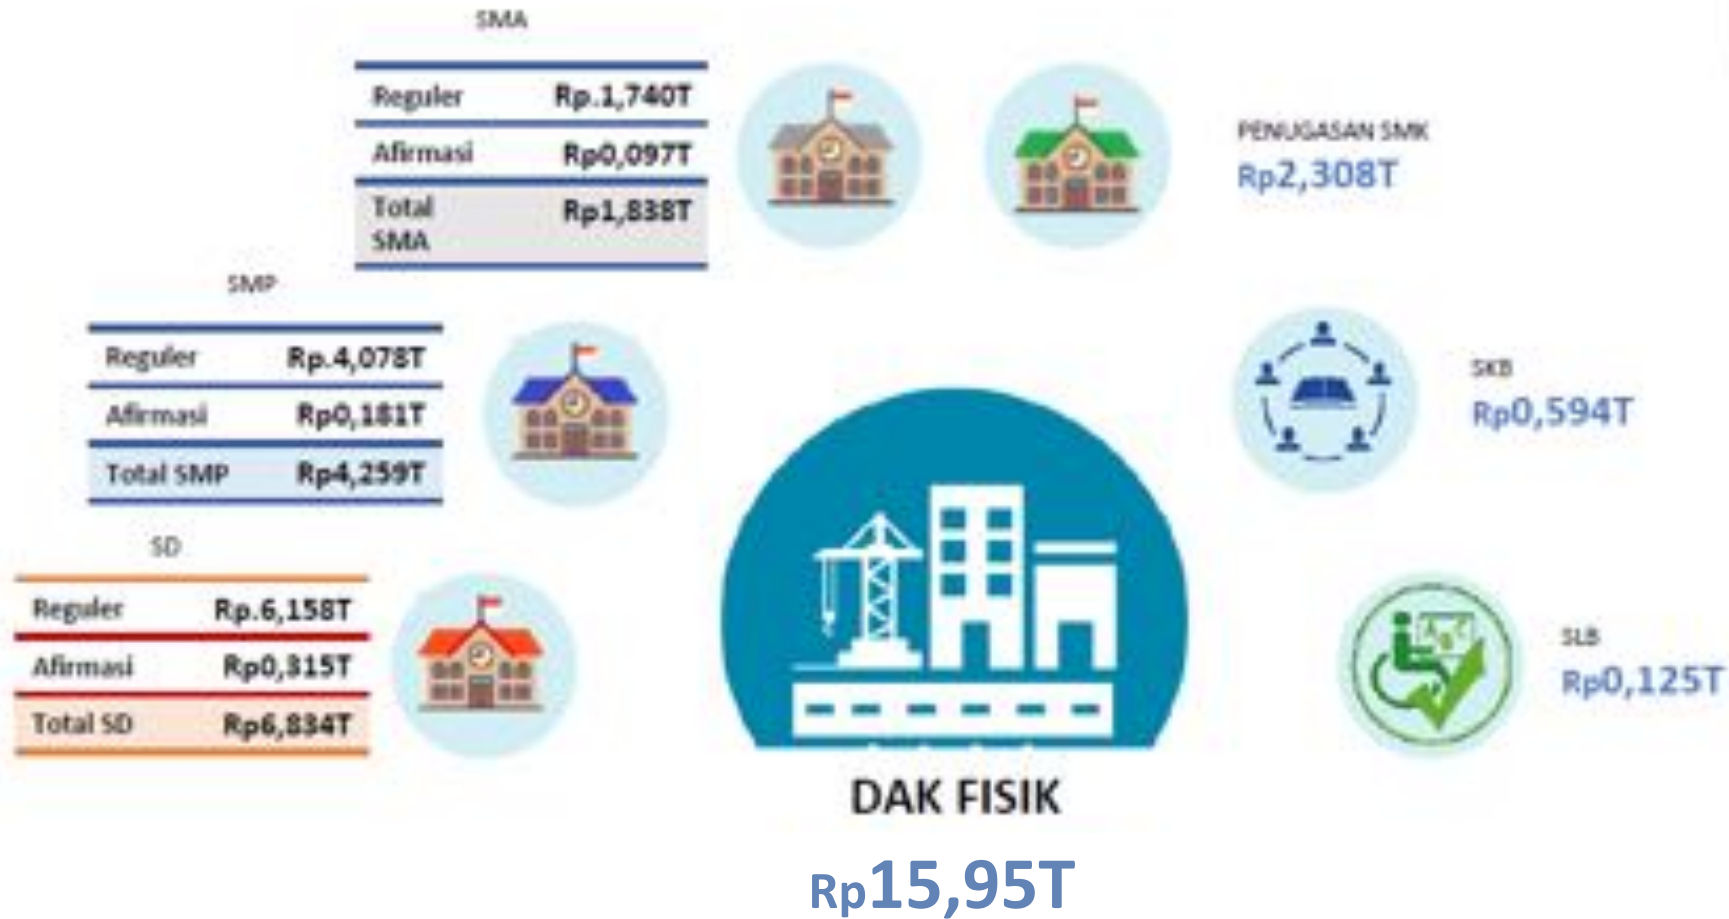 SMA
Reguler Rp.1,740T
Afirmasi Rp0,097T
Total Rp1,838T
SMA
PENUGASAN SMK
Rp2,308T
SMP
Reguler Rp.4,078T
Afirmasi Rp0,181T
Total SMP Rp4,259T
SKB
Rp0,594T
SD
Reguler Rp.6,158T
Afirmasi Rp0,315T
Total SD Rp6,834T
SLB
Rp0,125T
DAK FISIK
Rp15,95T